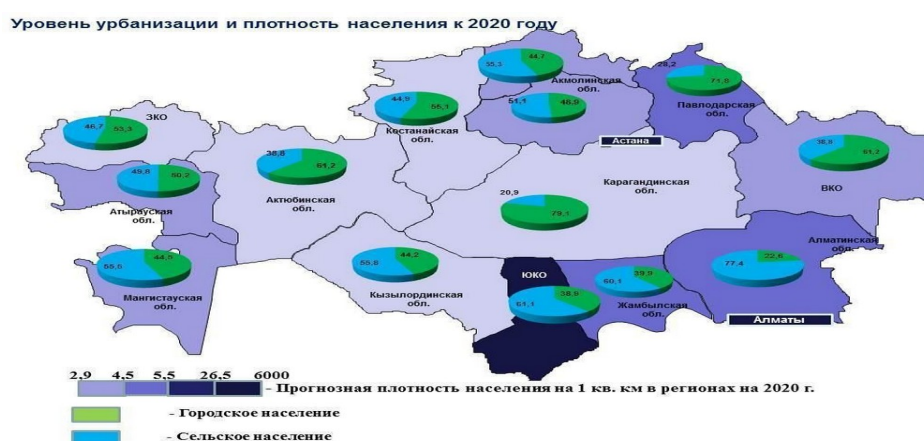 Уровень урбанизации и плотность населения к 2020 году
55,3 44,7
Акмолинская
обл.
28,2 71,8
Павлодарская
обл.
44,9 55,1
Костанайская
обл.
51,1 48,9
Астана
ЗКО
46,7 53,3
38,8 61,2
Актюбинская
обл.
49,8 50,2
Атырауская
обл.
38,8 61,2
ВКО
Карагандинская
обл.
20,9
79,1
Алматинская
обл.
77,4 22,6
Алматы
55,5 44,5
Мангистауская
обл.
55,8 44,2
Кызылординская
обл.
ЮКО
61,1 38,9
60,1 39,9
Жамбылская
обл.
2,9 4,5 5,5 26,5 6000
- Прогнозная плотность населения на 1 кв. км в регионах на 2020 г.
- Городское население
- Сельское население